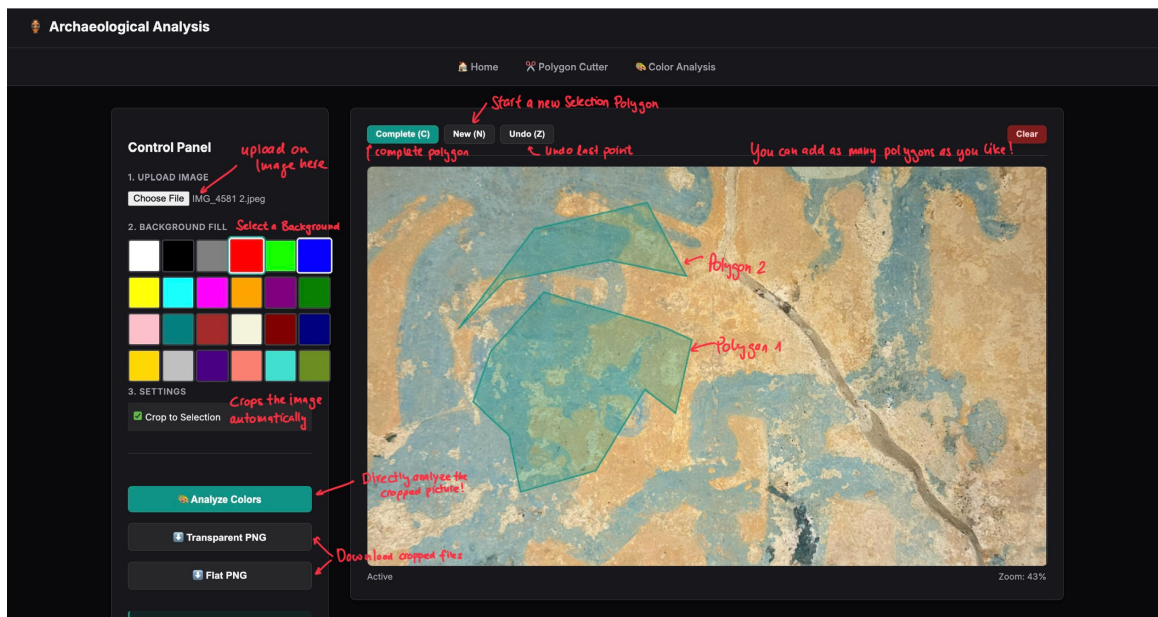 Archaeological Analysis
Home Polygon Cutter Color Analysis
Start a new Selection Polygon
Complete (C) New (N) Undo (Z) Clear
complete polygon
Undo last point
You can add as many polygons as you like!
Control Panel
upload an
Image here
1. UPLOAD IMAGE
Choose File IMG_4581 2.jpeg
2. BACKGROUND FILL Select a Background
3. SETTINGS
Crop to Selection
Crops the image
automatically
Analyze Colors
Directly analyze the
cropped picture!
Transparent PNG
Download cropped files
Flat PNG
Polygon 2
Polygon 1
Active Zoom: 43%